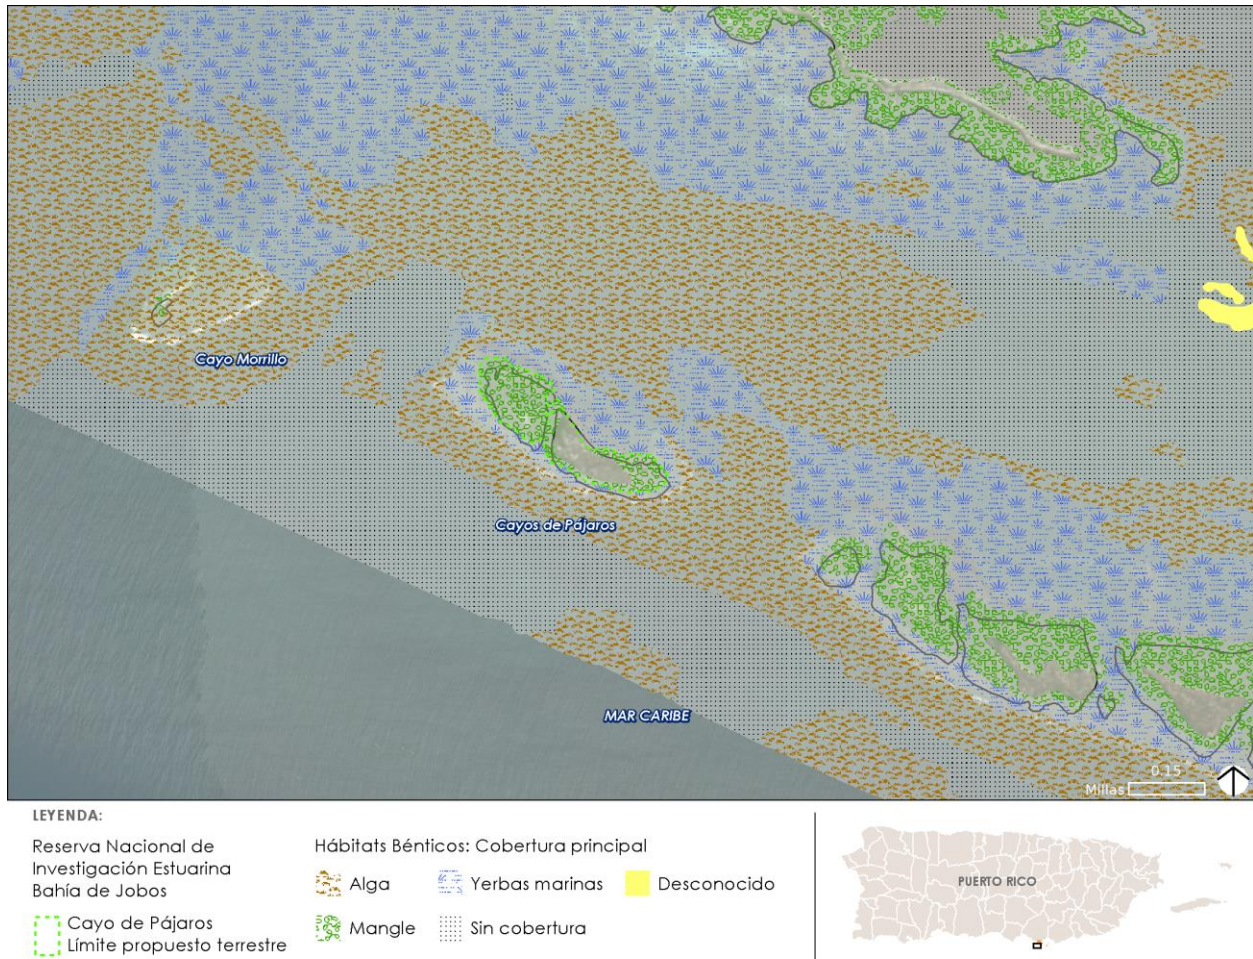 Cayo Morrillo
Cayos de Pájaros
MAR CARIBE
0.15
Millas
LEYENDA:
Reserva Nacional de
Investigación Estuarina
Bahía de Jobos
Cayo de Pájaros
Límite propuesto terrestre
Hábitats Bénticos: Cobertura principal
Alga
Yerbas marinas
Desconocido
Mangle
Sin cobertura
PUERTO RICO